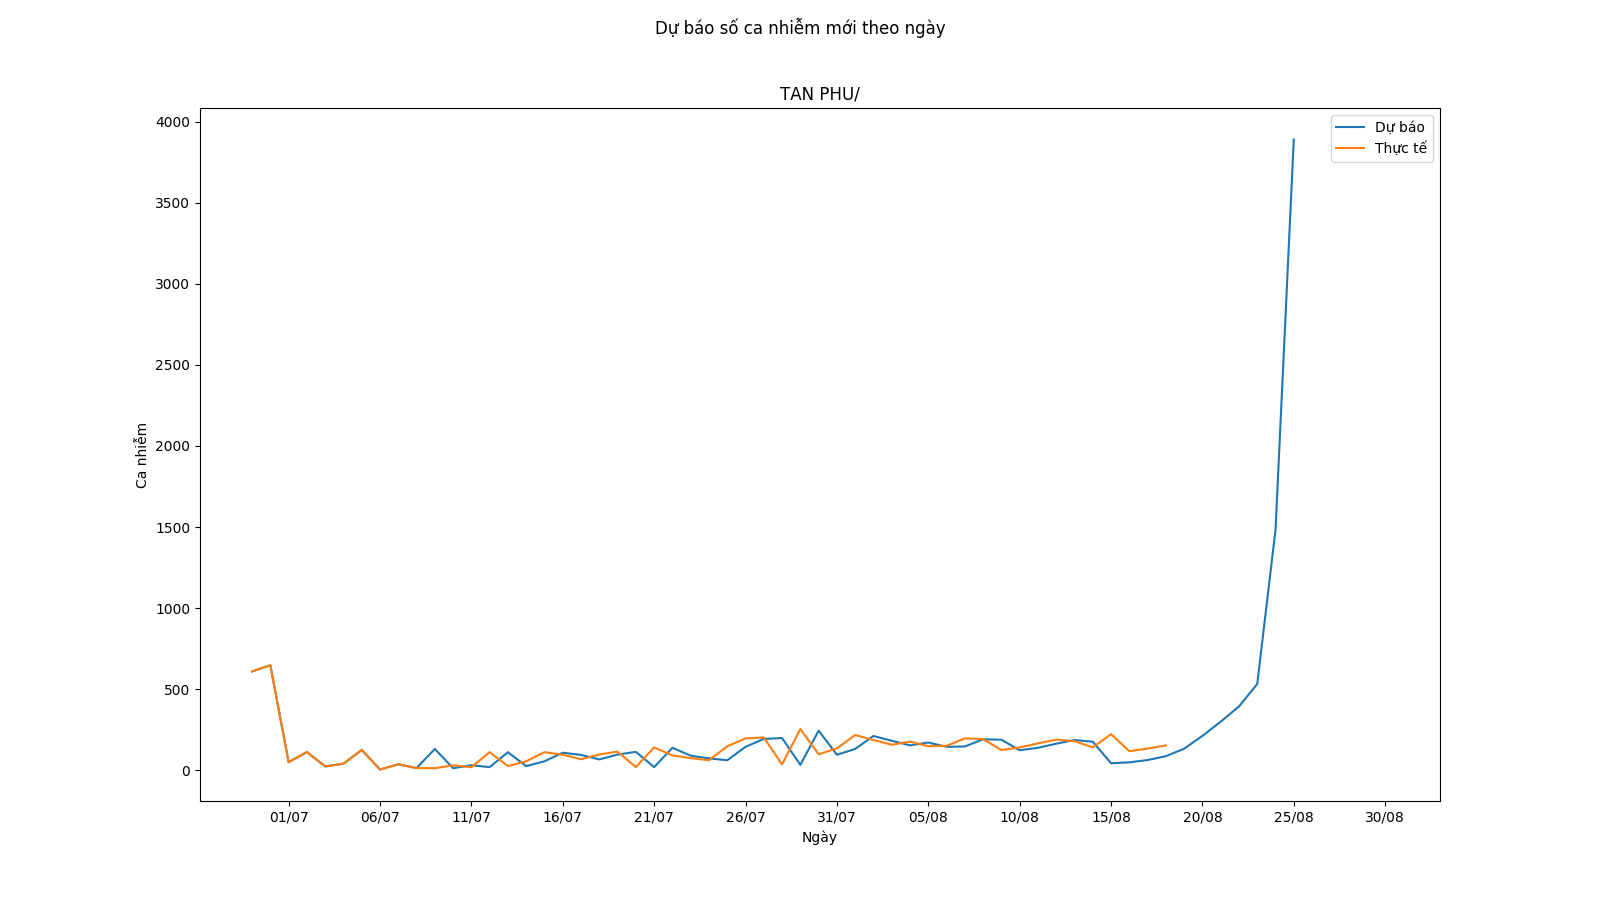 Dự báo số ca nhiễm mới theo ngày
TAN PHU/
Dự báo
Thực tế
4000
3500
3000
2500
2000
1500
1000
500
0
Ca nhiễm
01/07 06/07 11/07 16/07 21/07 26/07 31/07 05/08 10/08 15/08 20/08 25/08 30/08
Ngày